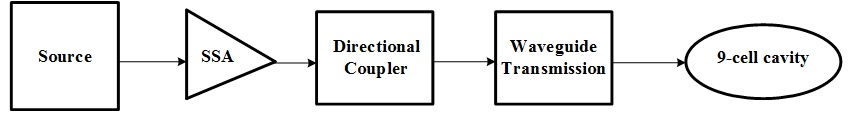 Source
SSA
Directional
Coupler
Waveguide
Transmission
9-cell cavity